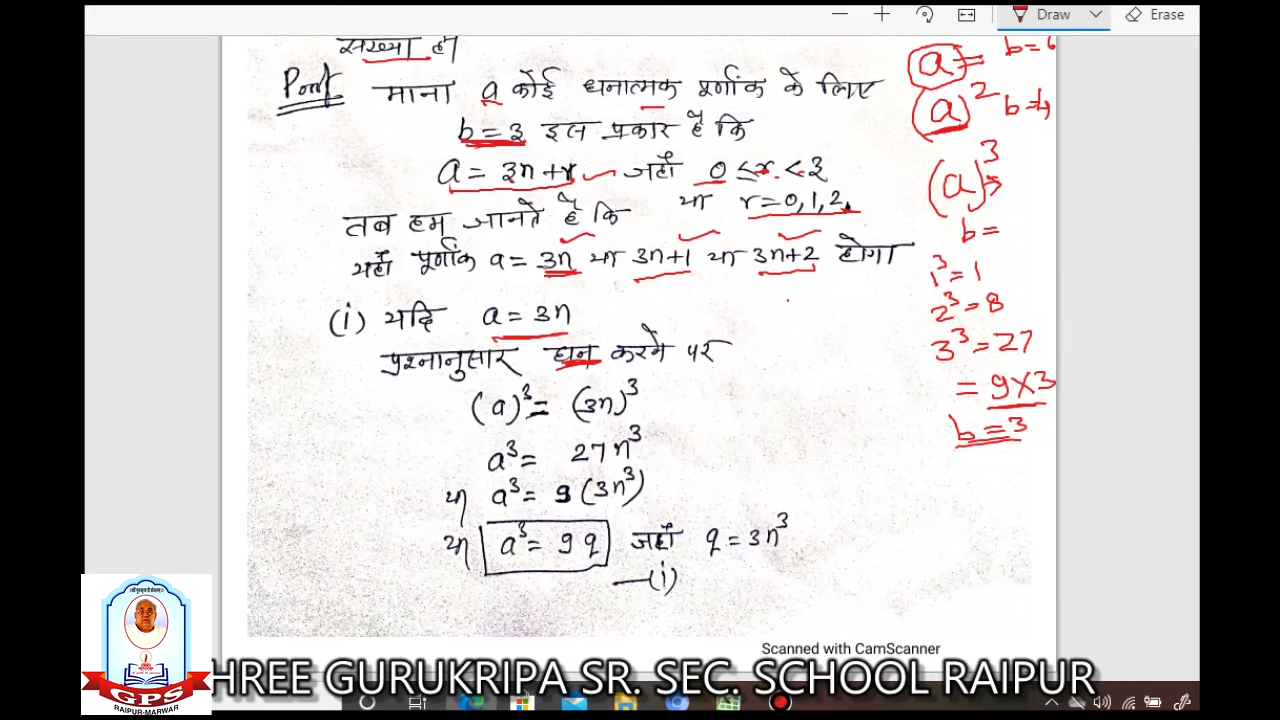 Draw
Erase
संख्या हो
Proof माना a कोई धनात्मक पूर्णांक के लिए
b = 3 इस प्रकार है कि
a = 3n+r जहाँ 0 ≤ r < 3
या r = 0, 1, 2,
तब हम जानते है कि
यहाँ पूर्णांक a = 3n या 3n+1 या 3n+2 होगा
(i) यदि a = 3n
प्रश्नानुसार घन करने पर
(a)³ = (3n)³
a³ = 27n³
या a³ = 9 (3n³)
या a³ = 9q जहाँ q = 3n³
—(i)
a = b = 6
(a)² b = 4
(a)³
b =
1³ = 1
2³ = 8
3³ = 27
= 9×3
b = 3
Scanned with CamScanner
HREE GURUKRIPA SR. SEC. SCHOOL RAIPUR
GPS
RAIPUR-MARWAR